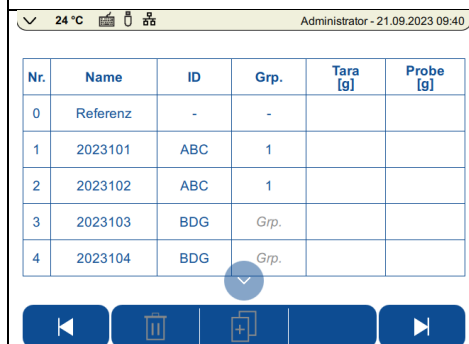 24 °C Administrator - 21.09.2023 09:40
Nr. Name ID Grp. Tara [g] Probe [g]
0 Referenz - -
1 2023101 ABC 1
2 2023102 ABC 1
3 2023103 BDG Grp.
4 2023104 BDG Grp.